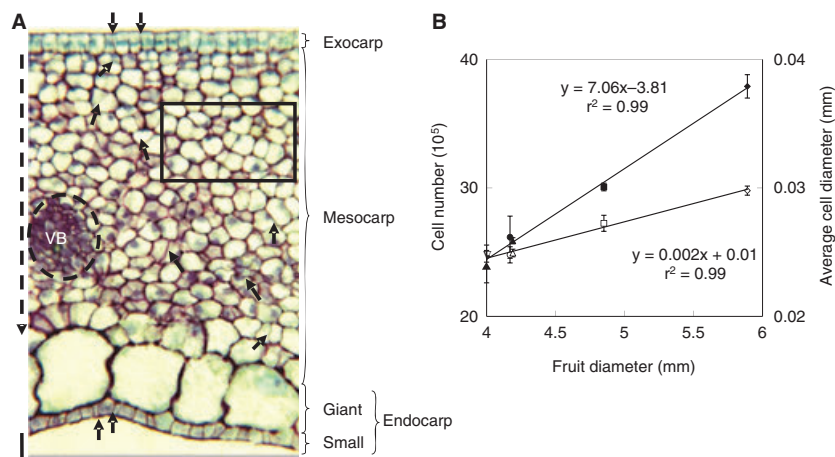 A
Exocarp
Mesocarp
VB
Giant
Small
Endocarp
B
Cell number (10⁵)
40
30
20
y = 7.06x–3.81
r² = 0.99
y = 0.002x + 0.01
r² = 0.99
0.04
0.03
0.02
Average cell diameter (mm)
4
4.5
5
5.5
6
Fruit diameter (mm)